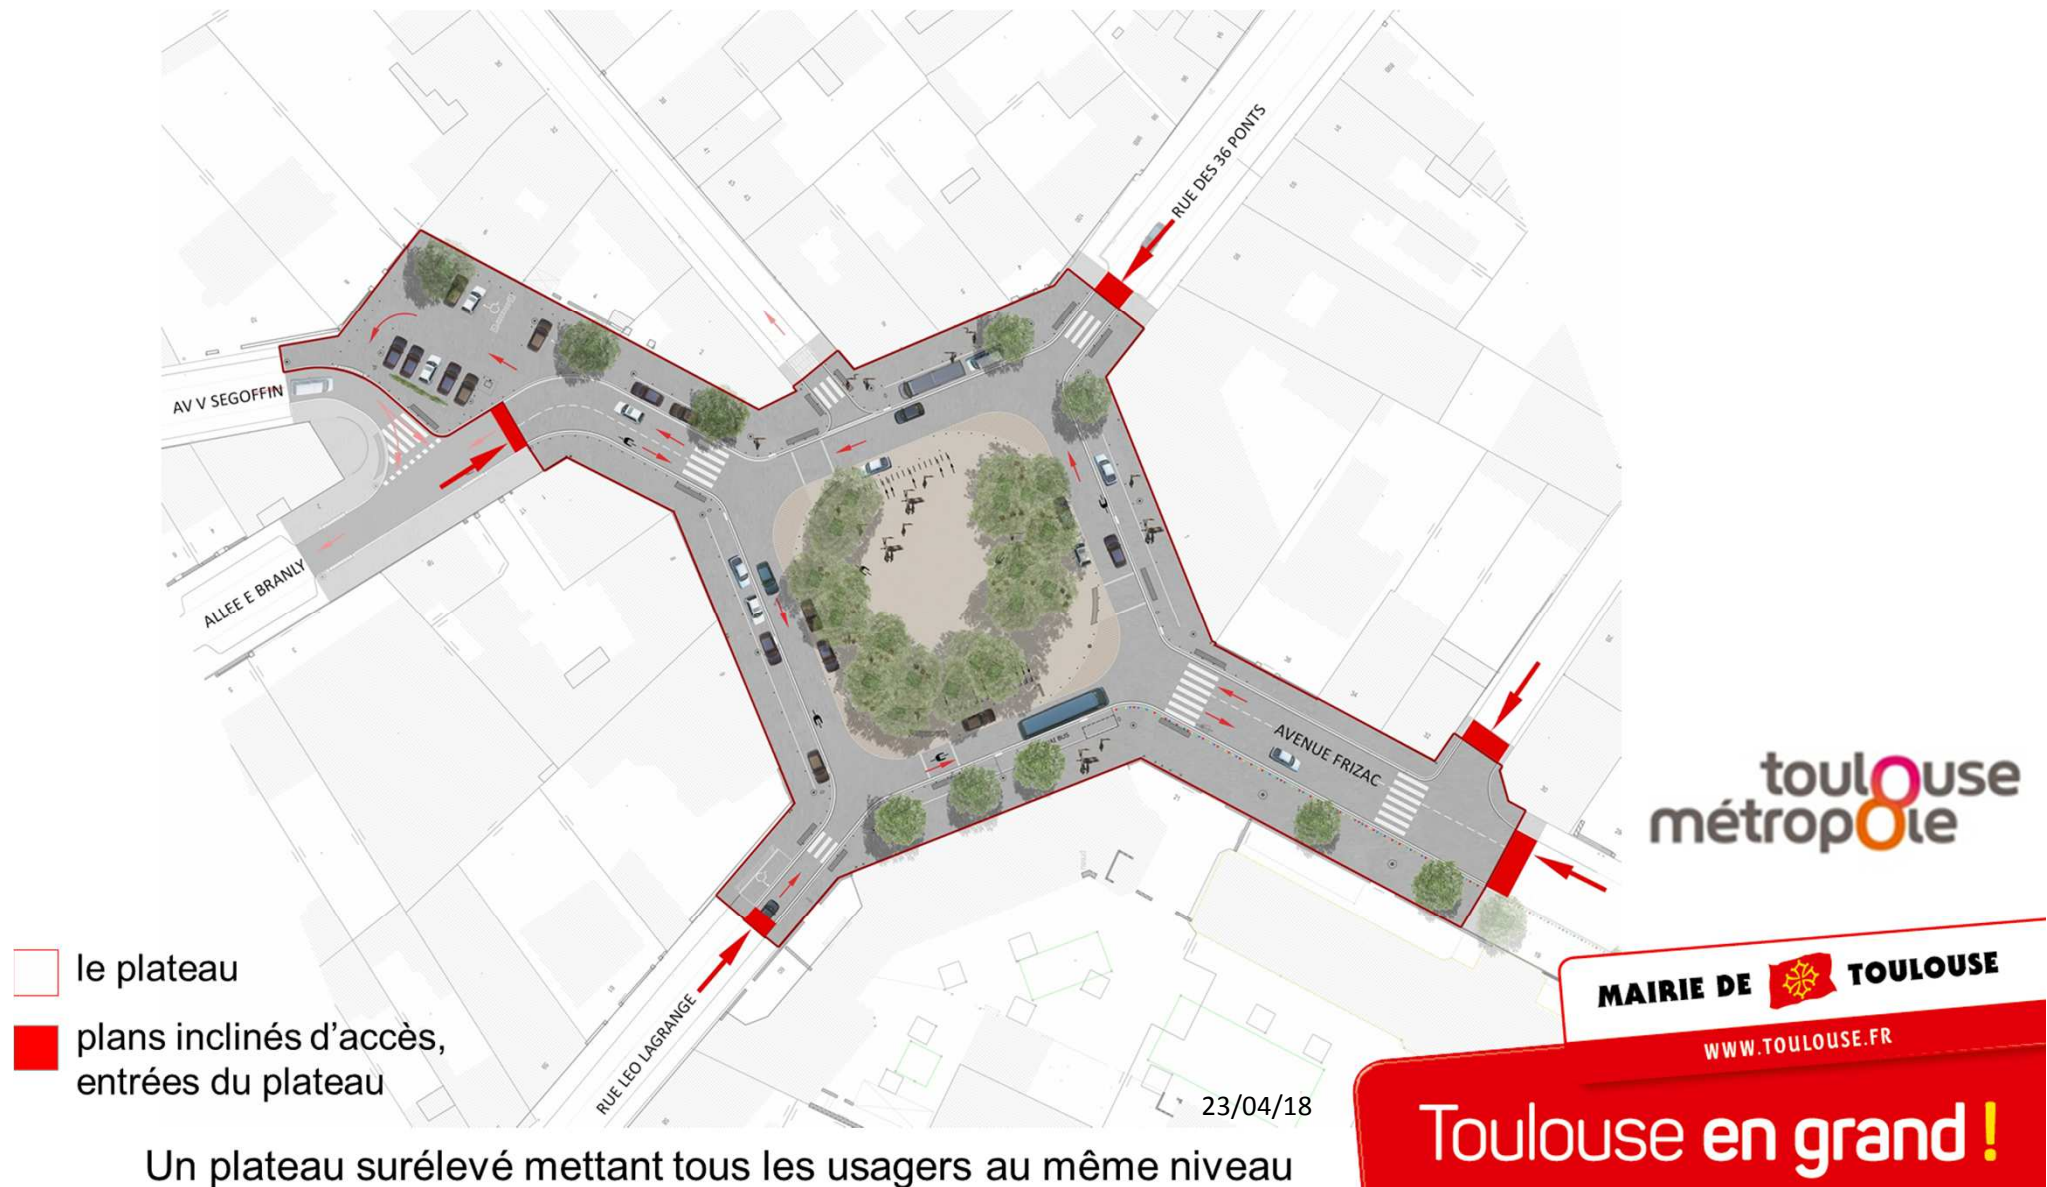 RUE DES 36 PONTS
AV V SEGOFFIN
ALLEE E BRANLY
AVENUE FRIZAC
BUS
RUE LEO LAGRANGE
toulouse
métropole
le plateau
plans inclinés d’accès,
entrées du plateau
23/04/18
MAIRIE DE TOULOUSE
WWW.TOULOUSE.FR
Toulouse en grand !
Un plateau surélevé mettant tous les usagers au même niveau